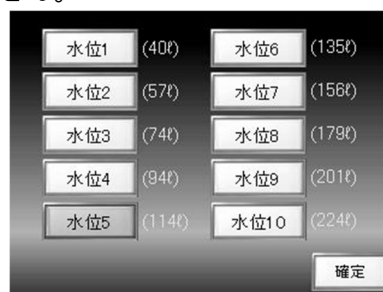 水位1 (40ℓ) 水位6 (135ℓ)
水位2 (57ℓ) 水位7 (156ℓ)
水位3 (74ℓ) 水位8 (179ℓ)
水位4 (94ℓ) 水位9 (201ℓ)
水位5 (114ℓ) 水位10 (224ℓ)
確定